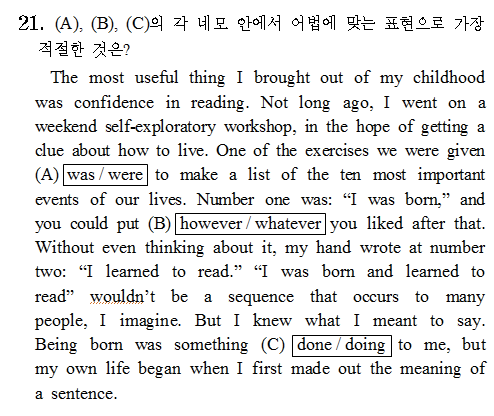 21. (A), (B), (C)의 각 네모 안에서 어법에 맞는 표현으로 가장
적절한 것은?
The most useful thing I brought out of my childhood
was confidence in reading. Not long ago, I went on a
weekend self-exploratory workshop, in the hope of getting a
clue about how to live. One of the exercises we were given
(A) was / were to make a list of the ten most important
events of our lives. Number one was: “I was born,” and
you could put (B) however / whatever you liked after that.
Without even thinking about it, my hand wrote at number
two: “I learned to read.” “I was born and learned to
read” wouldn’t be a sequence that occurs to many
people, I imagine. But I knew what I meant to say.
Being born was something (C) done / doing to me, but
my own life began when I first made out the meaning of
a sentence.